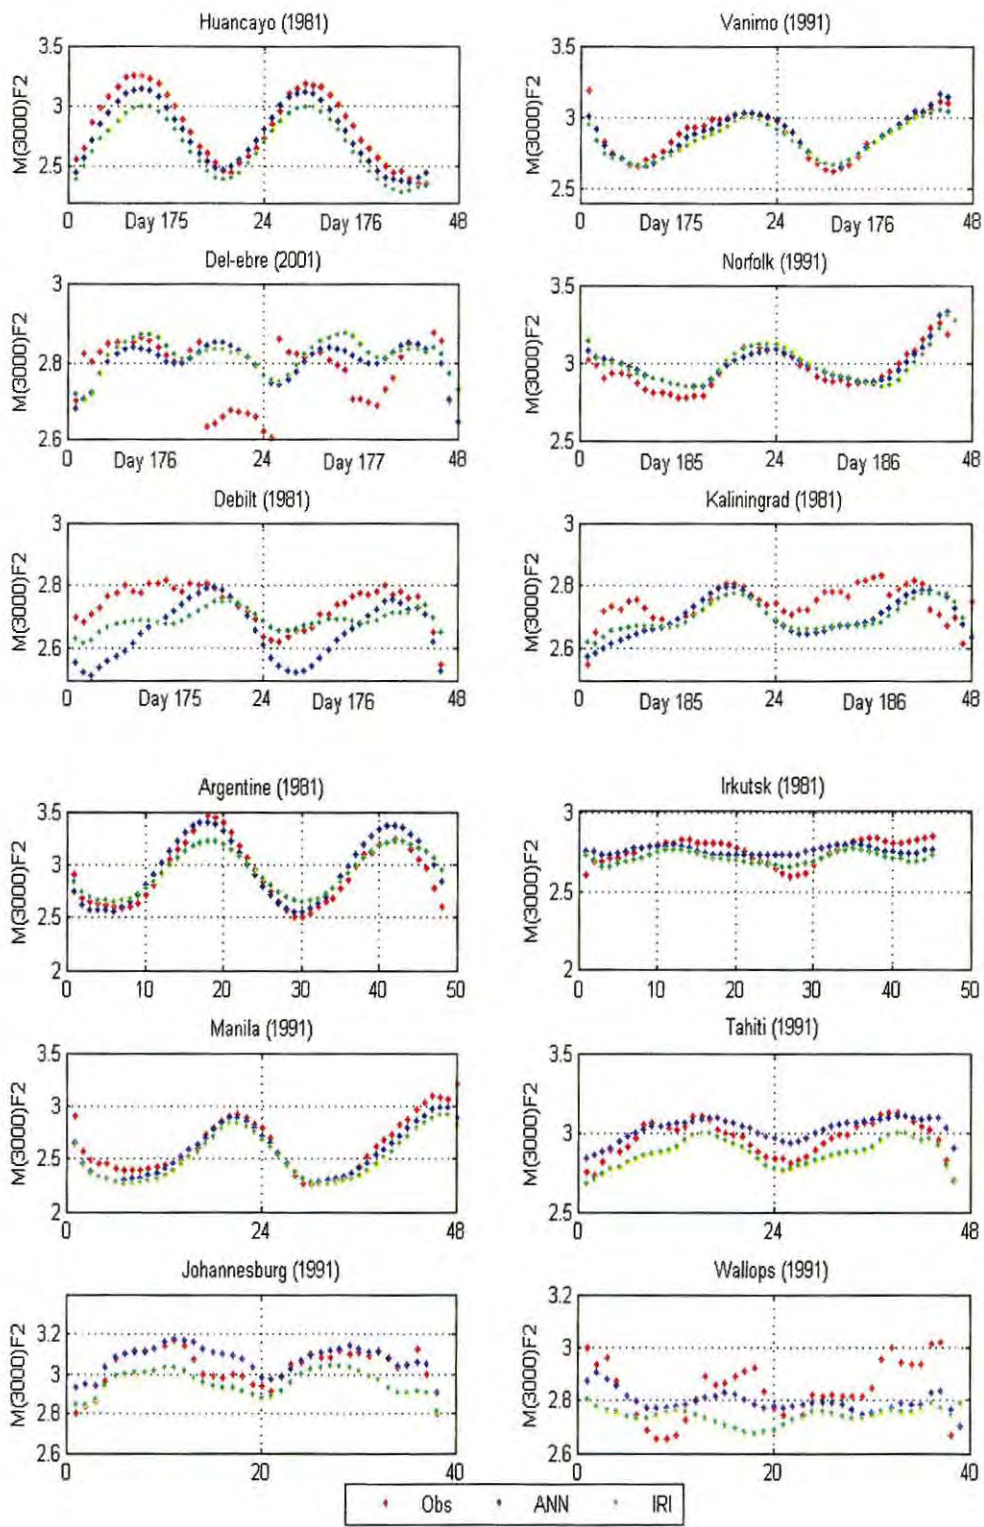 Huancayo (1981)
Vanimo (1991)
M(3000)F2
3.5
3
2.5
0
Day 175
24
Day 176
48
M(3000)F2
3.5
3
2.5
0
Day 175
24
Day 176
48
Del-ebre (2001)
Norfolk (1991)
M(3000)F2
3
2.8
2.6
0
Day 176
24
Day 177
48
M(3000)F2
3.5
3
2.5
0
Day 185
24
Day 186
48
Debilt (1981)
Kaliningrad (1981)
M(3000)F2
3
2.8
2.6
0
Day 175
24
Day 176
48
M(3000)F2
3
2.8
2.6
0
Day 185
24
Day 186
48
Argentine (1981)
Irkutsk (1981)
M(3000)F2
3.5
3
2.5
2
0
10
20
30
40
50
M(3000)F2
3
2.5
2
0
10
20
30
40
50
Manila (1991)
Tahiti (1991)
M(3000)F2
3.5
3
2.5
2
0
24
48
M(3000)F2
3.5
3
2.5
0
24
48
Johannesburg (1991)
Wallops (1991)
M(3000)F2
3.2
3
2.8
2.6
0
20
40
M(3000)F2
3.2
3
2.8
2.6
0
20
40
Obs
ANN
IRI